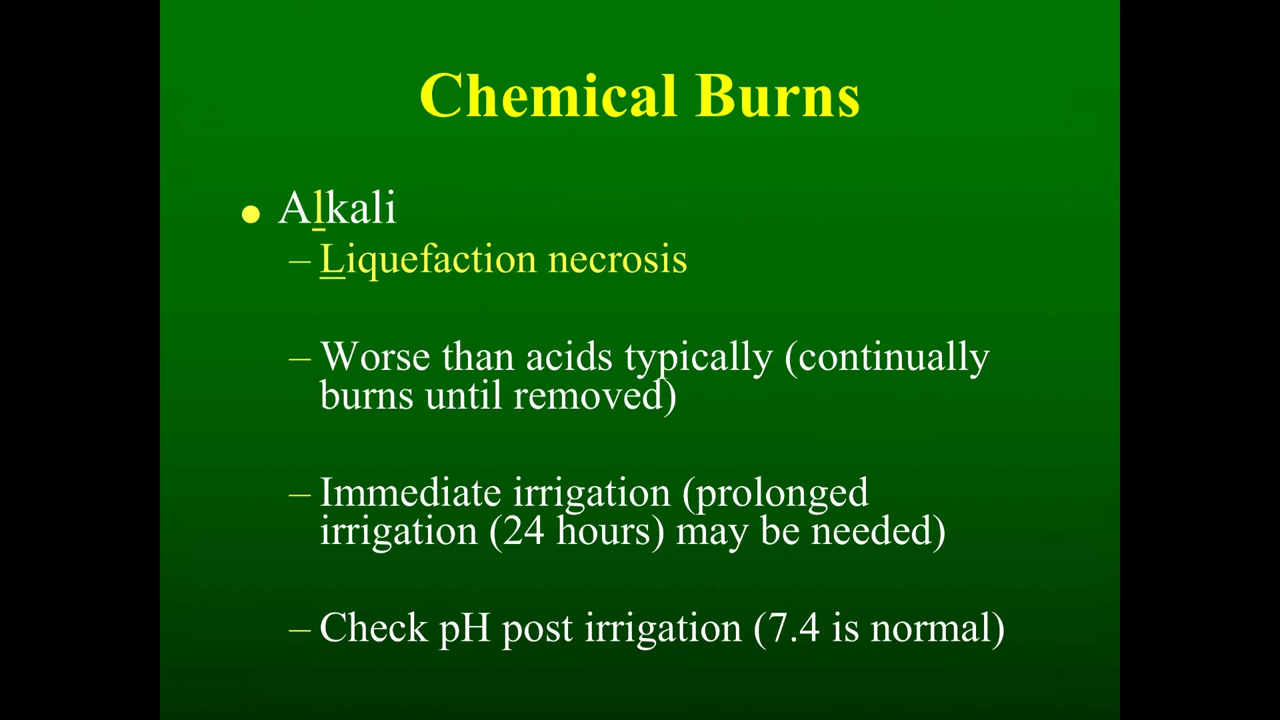 Chemical Burns
• Alkali
– Liquefaction necrosis
– Worse than acids typically (continually
burns until removed)
– Immediate irrigation (prolonged
irrigation (24 hours) may be needed)
– Check pH post irrigation (7.4 is normal)